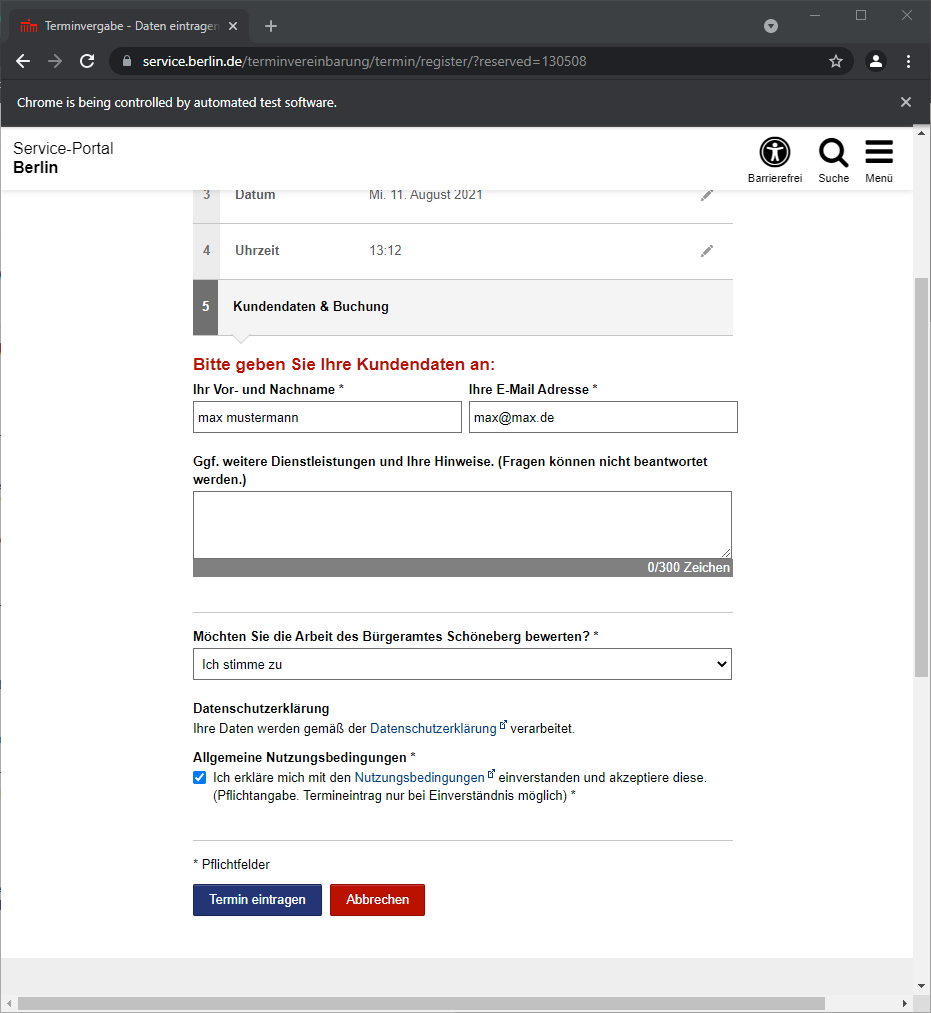 Terminvergabe - Daten eintragen
service.berlin.de/terminvereinbarung/termin/register/?reserved=130508
Chrome is being controlled by automated test software.
Service-Portal
Berlin
Barrierefrei
Suche
Menü
3 Datum Mi. 11. August 2021
4 Uhrzeit 13:12
5 Kundendaten & Buchung
Bitte geben Sie Ihre Kundendaten an:
Ihr Vor- und Nachname * Ihre E-Mail Adresse *
max mustermann max@max.de
Ggf. weitere Dienstleistungen und Ihre Hinweise. (Fragen können nicht beantwortet
werden.)
0/300 Zeichen
Möchten Sie die Arbeit des Bürgeramtes Schöneberg bewerten? *
Ich stimme zu
Datenschutzerklärung
Ihre Daten werden gemäß der Datenschutzerklärung verarbeitet.
Allgemeine Nutzungsbedingungen *
Ich erkläre mich mit den Nutzungsbedingungen einverstanden und akzeptiere diese.
(Pflichtangabe. Termineintrag nur bei Einverständnis möglich) *
* Pflichtfelder
Termin eintragen Abbrechen